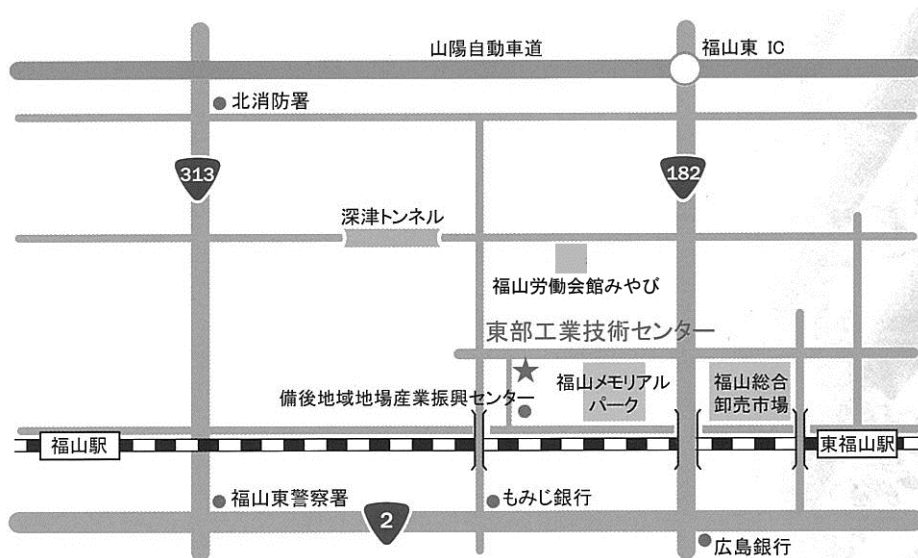 山陽自動車道
福山東 IC
北消防署
313
182
深津トンネル
福山労働会館みやび
東部工業技術センター
福山メモリアル
パーク
福山総合
卸売市場
備後地域地場産業振興センター
福山駅
東福山駅
福山東警察署
もみじ銀行
2
広島銀行